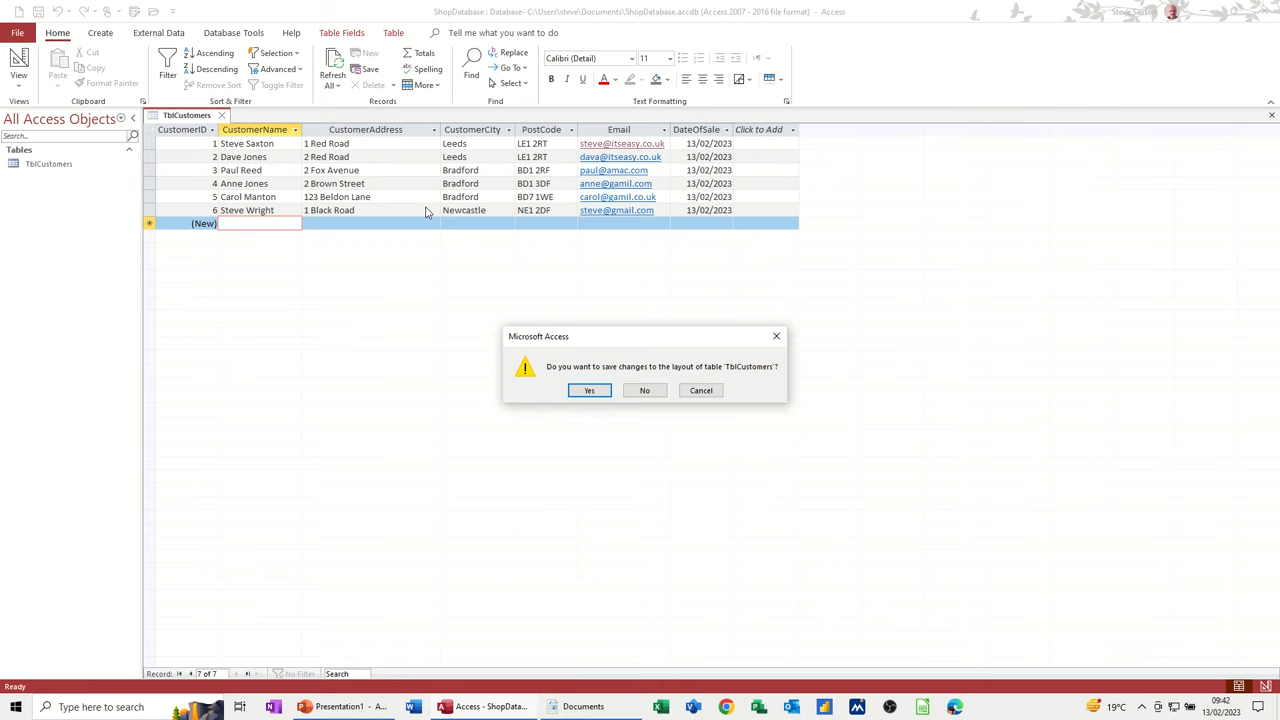 ShopDatabase : Database- C:\Users\steve\Documents\ShopDatabase.accdb (Access 2007 - 2016 file format) - Access
Steve Saxton
File Home Create External Data Database Tools Help Table Fields Table Tell me what you want to do
View
Views
Paste
Cut
Copy
Format Painter
Clipboard
Filter
Ascending
Descending
Remove Sort
Selection
Advanced
Toggle Filter
Sort & Filter
Refresh
All
New
Save
Delete
Totals
Spelling
More
Records
Find
Replace
Go To
Select
Find
Calibri (Detail) 11
B I U A
Text Formatting
All Access Objects
Search...
Tables
TblCustomers
TblCustomers
CustomerID CustomerName CustomerAddress CustomerCity PostCode Email DateOfSale Click to Add
1 Steve Saxton 1 Red Road Leeds LE1 2RT steve@itseasy.co.uk 13/02/2023
2 Dave Jones 2 Red Road Leeds LE1 2RT dava@itseasy.co.uk 13/02/2023
3 Paul Reed 2 Fox Avenue Bradford BD1 2RF paul@amac.com 13/02/2023
4 Anne Jones 2 Brown Street Bradford BD1 3DF anne@gamil.com 13/02/2023
5 Carol Manton 123 Beldon Lane Bradford BD7 1WE carol@gamil.com 13/02/2023
6 Steve Wright 1 Black Road Newcastle NE1 2DF steve@gmail.com 13/02/2023
(New)
Microsoft Access
Do you want to save changes to the layout of table 'TblCustomers'?
Yes No Cancel
Record: 7 of 7 No Filter Search
Ready
Type here to search
Presentation1 - A...
Access - ShopData...
Documents
19°C
09:42
13/02/2023